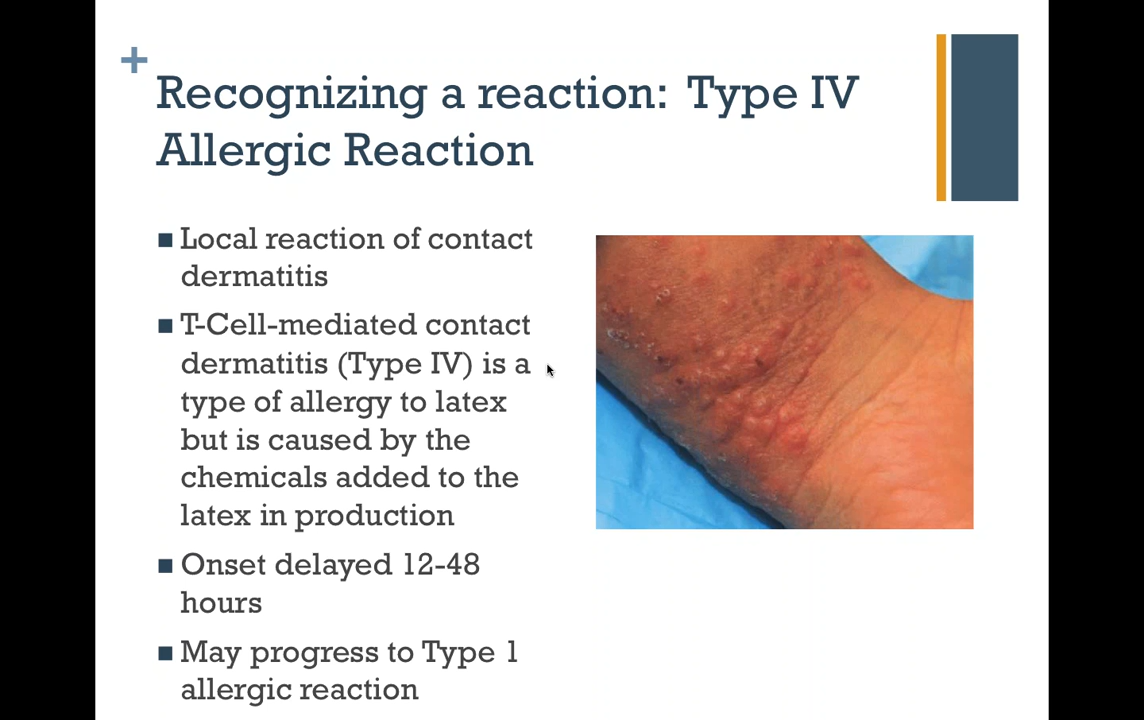 +
Recognizing a reaction: Type IV
Allergic Reaction
■ Local reaction of contact
dermatitis
■ T-Cell-mediated contact
dermatitis (Type IV) is a
type of allergy to latex
but is caused by the
chemicals added to the
latex in production
■ Onset delayed 12-48
hours
■ May progress to Type 1
allergic reaction